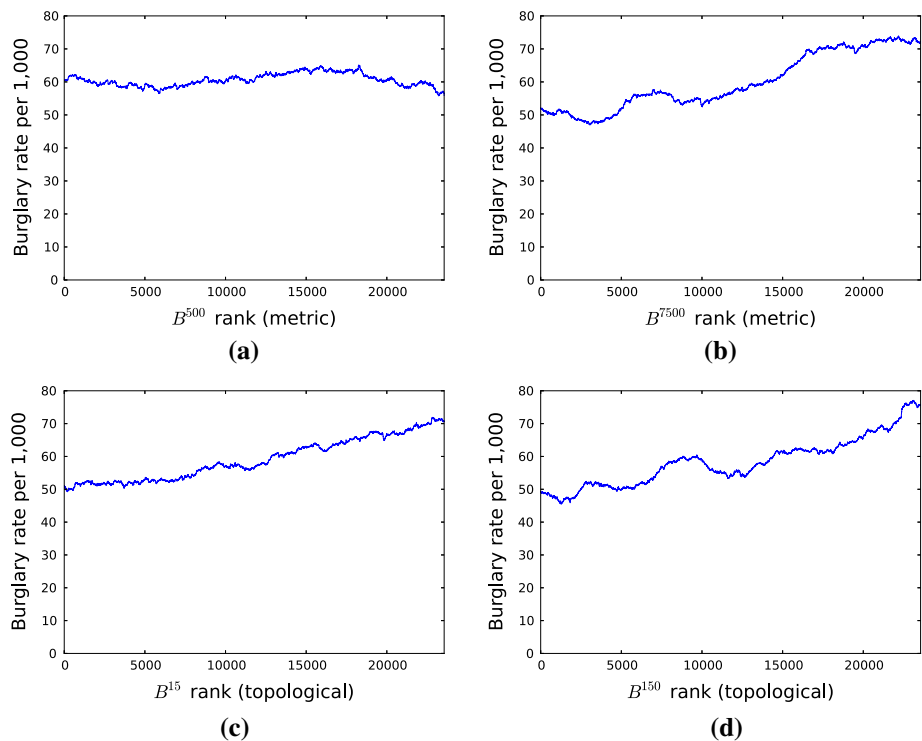 80
70
60
50
40
30
20
10
0
Burglary rate per 1,000
0 5000 10000 15000 20000
B^500 rank (metric)
(a)
80
70
60
50
40
30
20
10
0
Burglary rate per 1,000
0 5000 10000 15000 20000
B^7500 rank (metric)
(b)
80
70
60
50
40
30
20
10
0
Burglary rate per 1,000
0 5000 10000 15000 20000
B^15 rank (topological)
(c)
80
70
60
50
40
30
20
10
0
Burglary rate per 1,000
0 5000 10000 15000 20000
B^150 rank (topological)
(d)